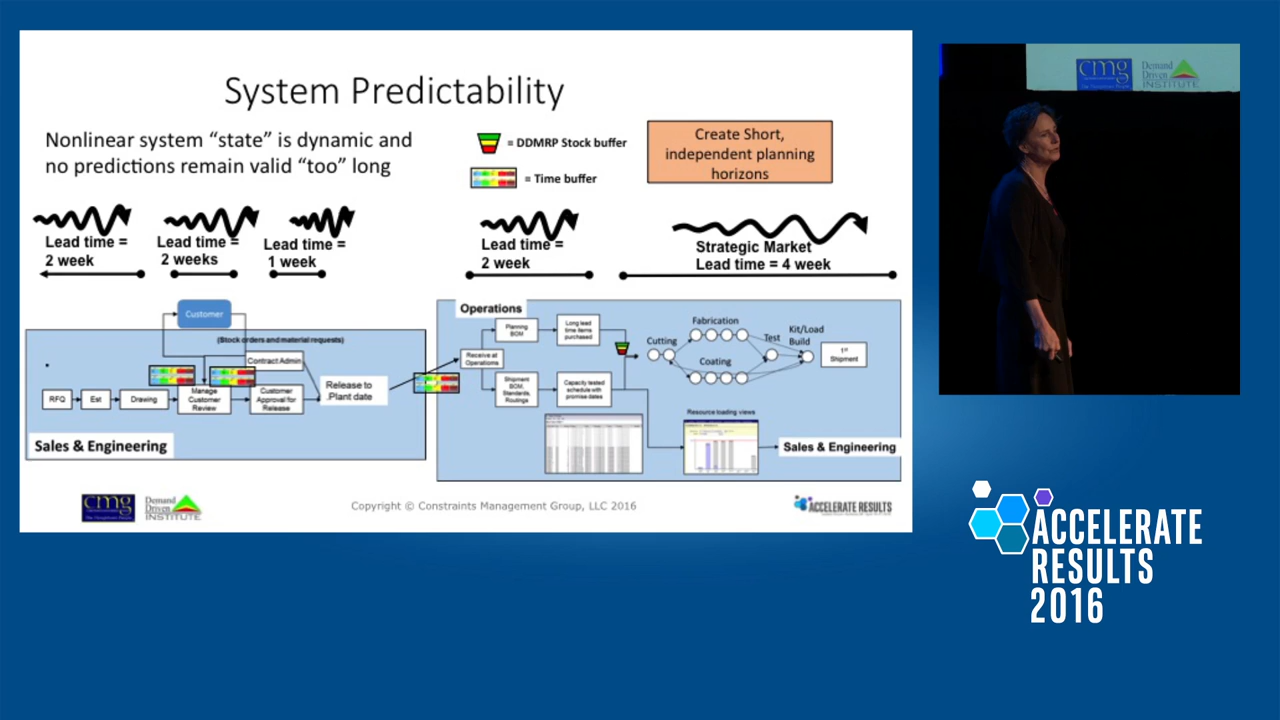 System Predictability
Nonlinear system “state” is dynamic and
no predictions remain valid “too” long
= DDMRP Stock buffer
= Time buffer
Create Short,
independent planning
horizons
Lead time =
2 week
Lead time =
2 weeks
Lead time =
1 week
Lead time =
2 week
Strategic Market
Lead time = 4 week
Customer
(Stock orders and material requests)
Contract Admin
RFQ
Est
Drawing
Manage
Customer
Review
Customer
Approval for
Release
Release to
Plant date
Sales & Engineering
Operations
Receive at
Operations
Planning
BOM
Long lead
time items
purchased
Shipment
BOM,
Standards,
Routings
Capacity tested
schedule with
promise dates
Cutting
Fabrication
Coating
Test
Kit/Load
Build
1st
Shipment
Resource loading views
Sales & Engineering
cmg
Demand
Driven
INSTITUTE
Copyright © Constraints Management Group, LLC 2016
ACCELERATE RESULTS
cmg
Demand
Driven
INSTITUTE
ACCELERATE
RESULTS
2016